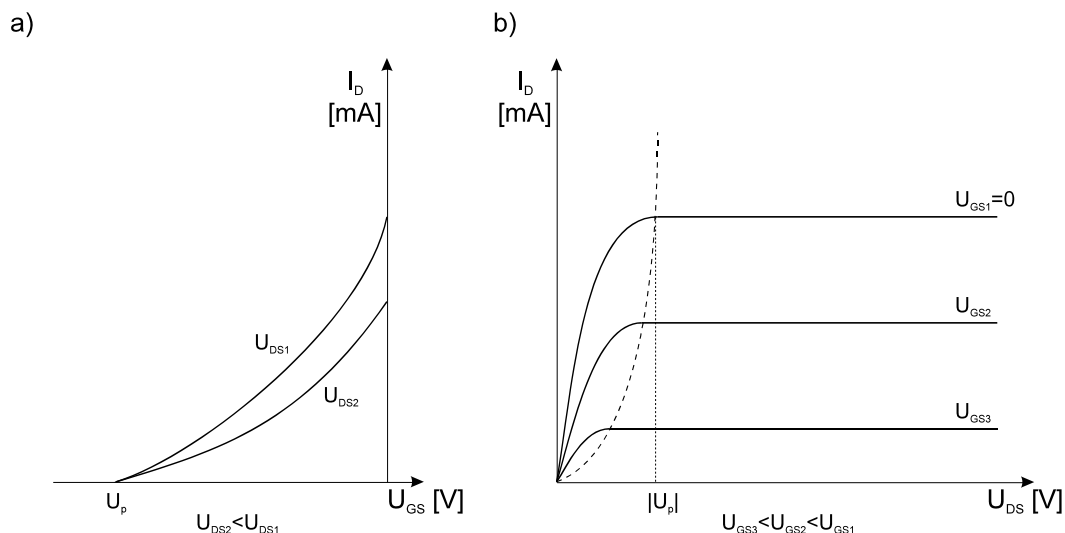 a)
I_D
[mA]
U_DS1
U_DS2
U_p
U_GS [V]
U_DS2<U_DS1
b)
I_D
[mA]
U_GS1=0
U_GS2
U_GS3
|U_p|
U_DS [V]
U_GS3<U_GS2<U_GS1